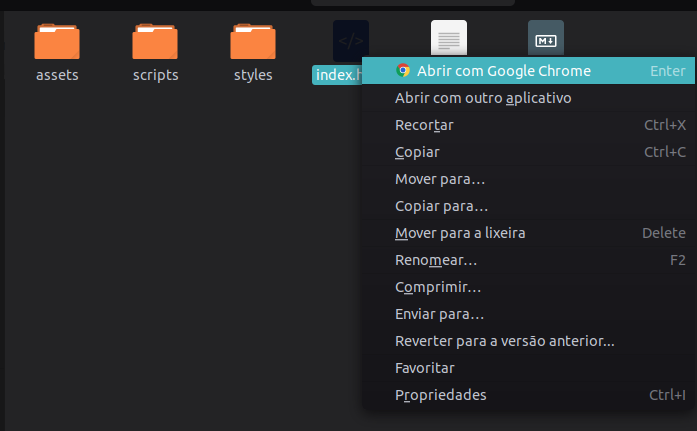 assets
scripts
styles
index.h
Abrir com Google Chrome Enter
Abrir com outro aplicativo
Recortar Ctrl+X
Copiar Ctrl+C
Mover para...
Copiar para...
Mover para a lixeira Delete
Renomear... F2
Comprimir...
Enviar para...
Reverter para a versão anterior...
Favoritar
Propriedades Ctrl+I